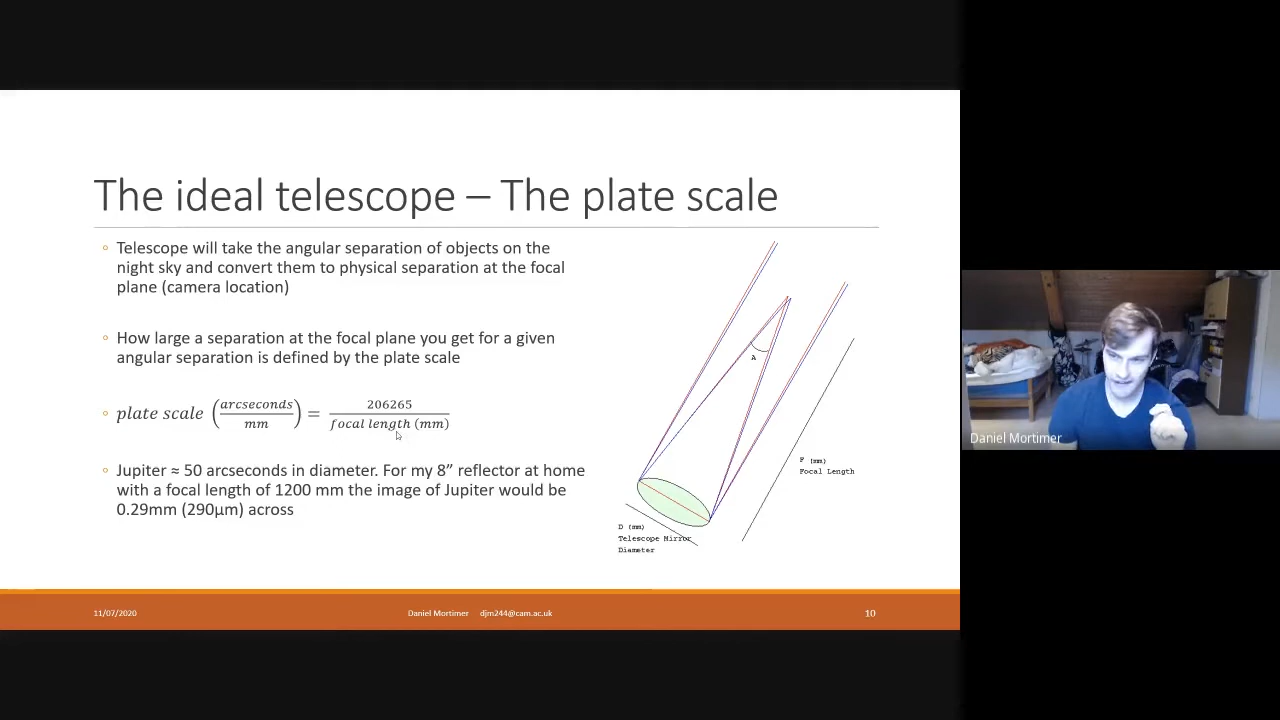 The ideal telescope – The plate scale
◦ Telescope will take the angular separation of objects on the
night sky and convert them to physical separation at the focal
plane (camera location)
◦ How large a separation at the focal plane you get for a given
angular separation is defined by the plate scale
◦ plate scale (arcseconds/mm) = 206265/focal length (mm)
◦ Jupiter ≈ 50 arcseconds in diameter. For my 8” reflector at home
with a focal length of 1200 mm the image of Jupiter would be
0.29mm (290μm) across
A
F (mm)
Focal Length
D (mm)
Telescope Mirror
Diameter
11/07/2020
Daniel Mortimer djm244@cam.ac.uk
10
Daniel Mortimer